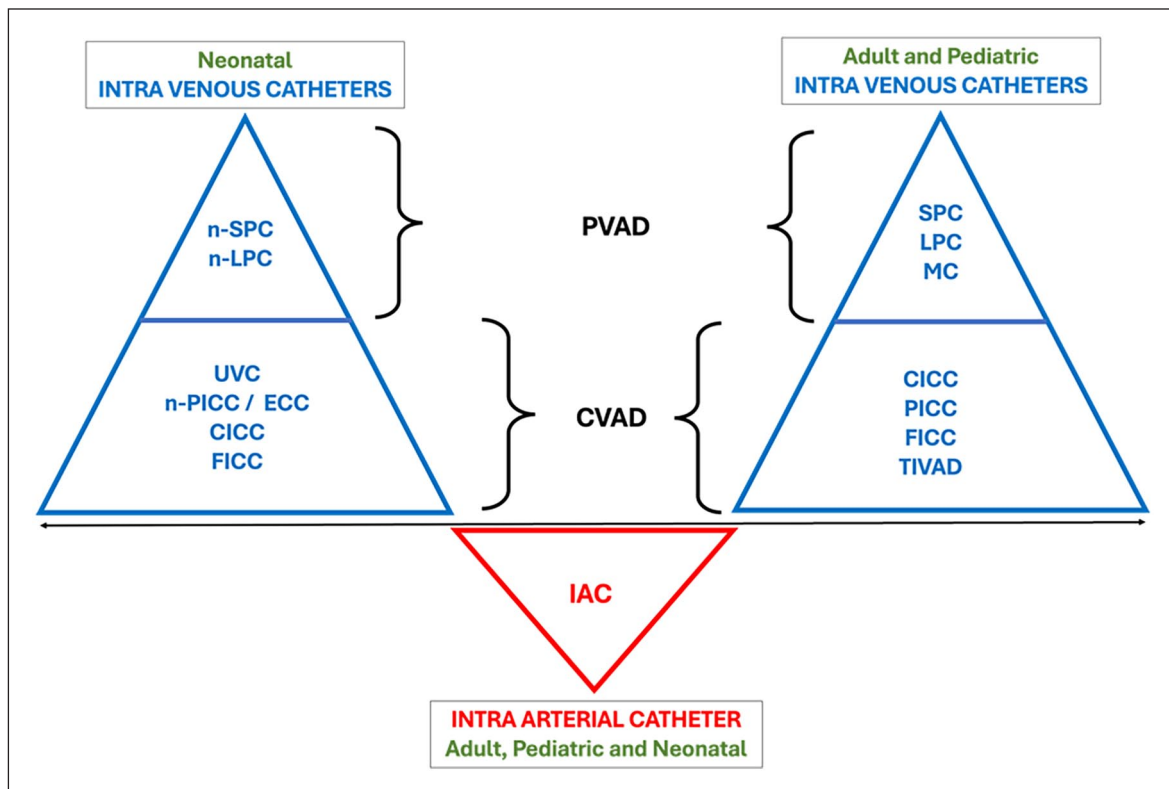 Neonatal
INTRA VENOUS CATHETERS
Adult and Pediatric
INTRA VENOUS CATHETERS
n-SPC
n-LPC
PVAD
SPC
LPC
MC
UVC
n-PICC / ECC
CICC
FICC
CVAD
CICC
PICC
FICC
TIVAD
IAC
INTRA ARTERIAL CATHETER
Adult, Pediatric and Neonatal